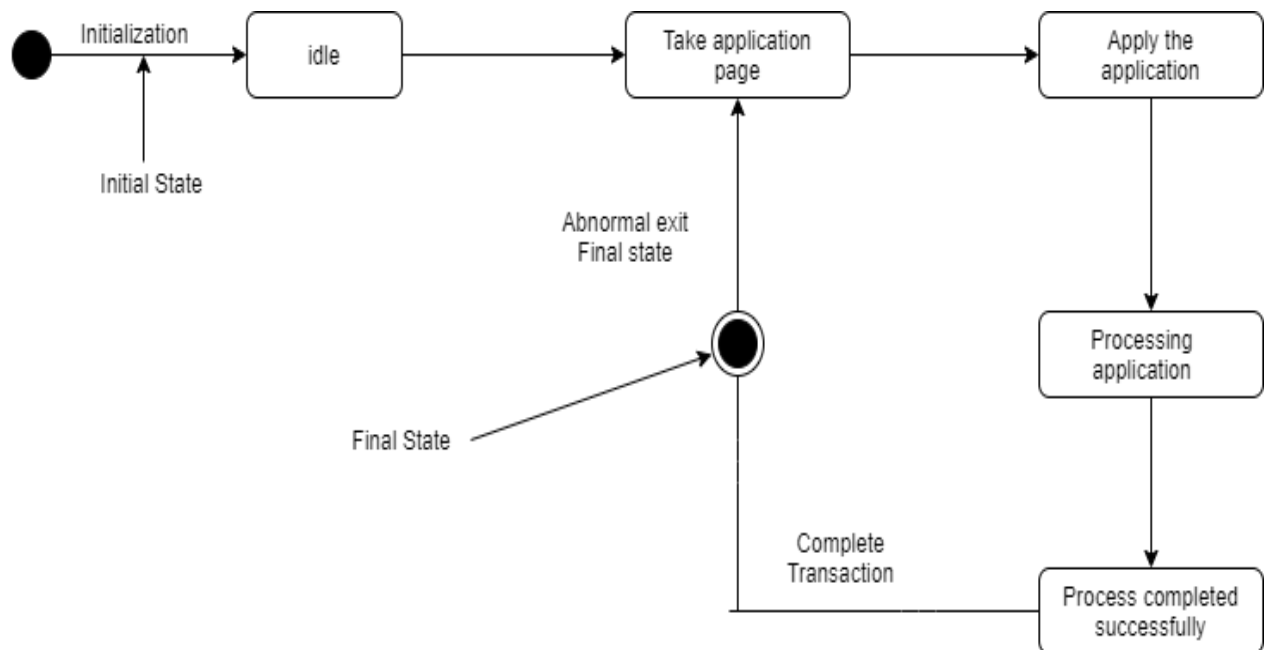 Initialization
idle
Take application
page
Apply the
application
Initial State
Abnormal exit
Final state
Processing
application
Final State
Complete
Transaction
Process completed
successfully